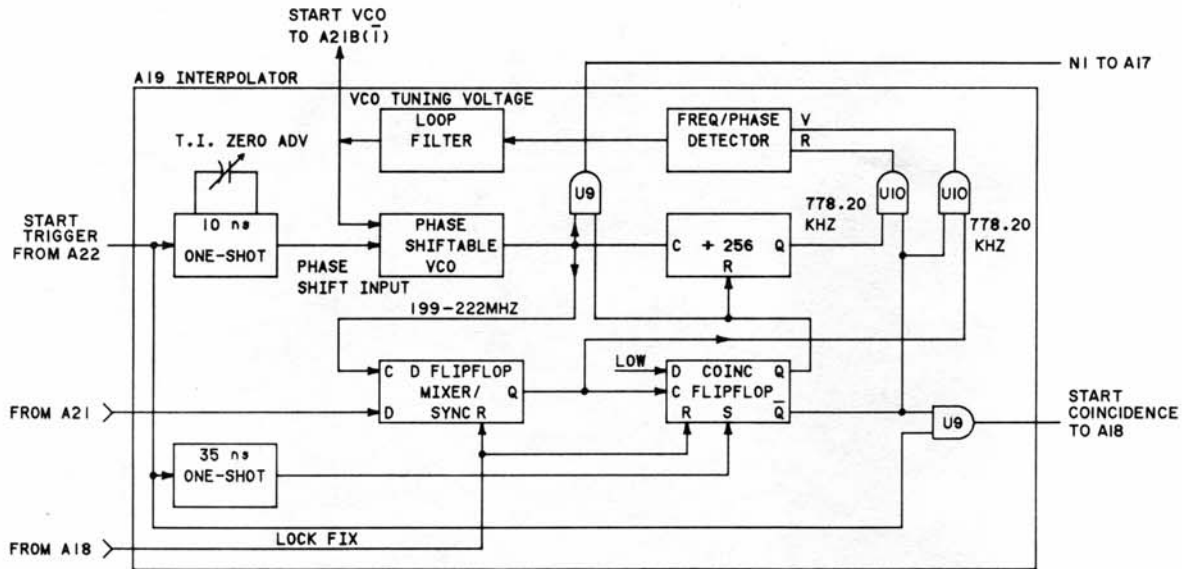 START VCO
TO A21B(1̅)
A19 INTERPOLATOR
N1 TO A17
VCO TUNING VOLTAGE
LOOP
FILTER
FREQ/PHASE
DETECTOR
V
R
T.I. ZERO ADV
U9
U10
U10
778.20
KHZ
778.20
KHZ
START
TRIGGER
FROM A22
10 ns
ONE-SHOT
PHASE
SHIFT INPUT
PHASE
SHIFTABLE
VCO
C ÷ 256 Q
R
199-222MHZ
C D FLIPFLOP
MIXER/ Q
D SYNC R
LOW
D COINC Q
C FLIPFLOP
R S Q̅
FROM A21
U9
START
COINCIDENCE
TO A18
35 ns
ONE-SHOT
LOCK FIX
FROM A18